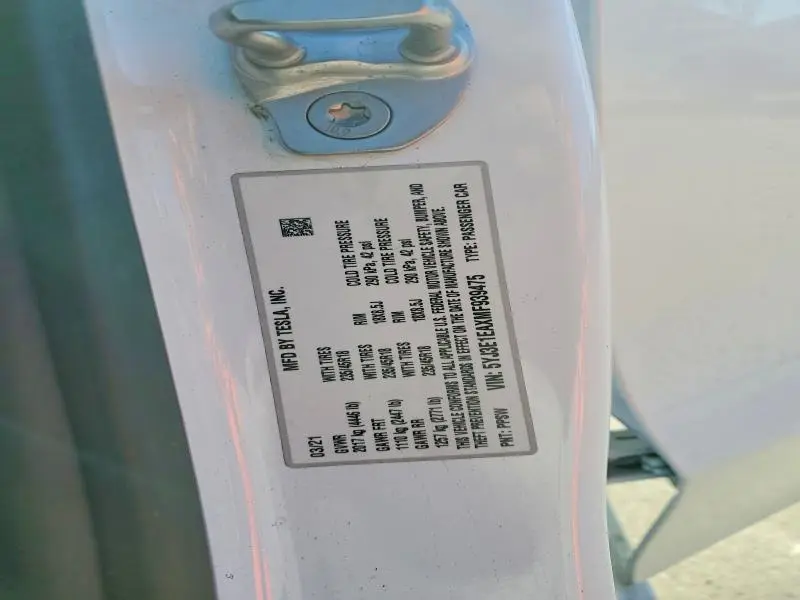 MFD BY TESLA, INC.
03/21
GVWR WITH TIRES RIM COLD TIRE PRESSURE
2017 kg (4446 lb) 235/45R18 18X8.5J 290 kPa, 42 psi
GAWR FRT WITH TIRES RIM COLD TIRE PRESSURE
1110 kg (2447 lb) 235/45R18 18X8.5J 290 kPa, 42 psi
GAWR RR WITH TIRES
1257 kg (2771 lb) 235/45R18
THIS VEHICLE CONFORMS TO ALL APPLICABLE U.S. FEDERAL MOTOR VEHICLE SAFETY, BUMPER, AND
THEFT PREVENTION STANDARDS IN EFFECT ON THE DATE OF MANUFACTURE SHOWN ABOVE.
PNT: PPSW VIN: 5YJ3E1EAXMF939475 TYPE: PASSENGER CAR